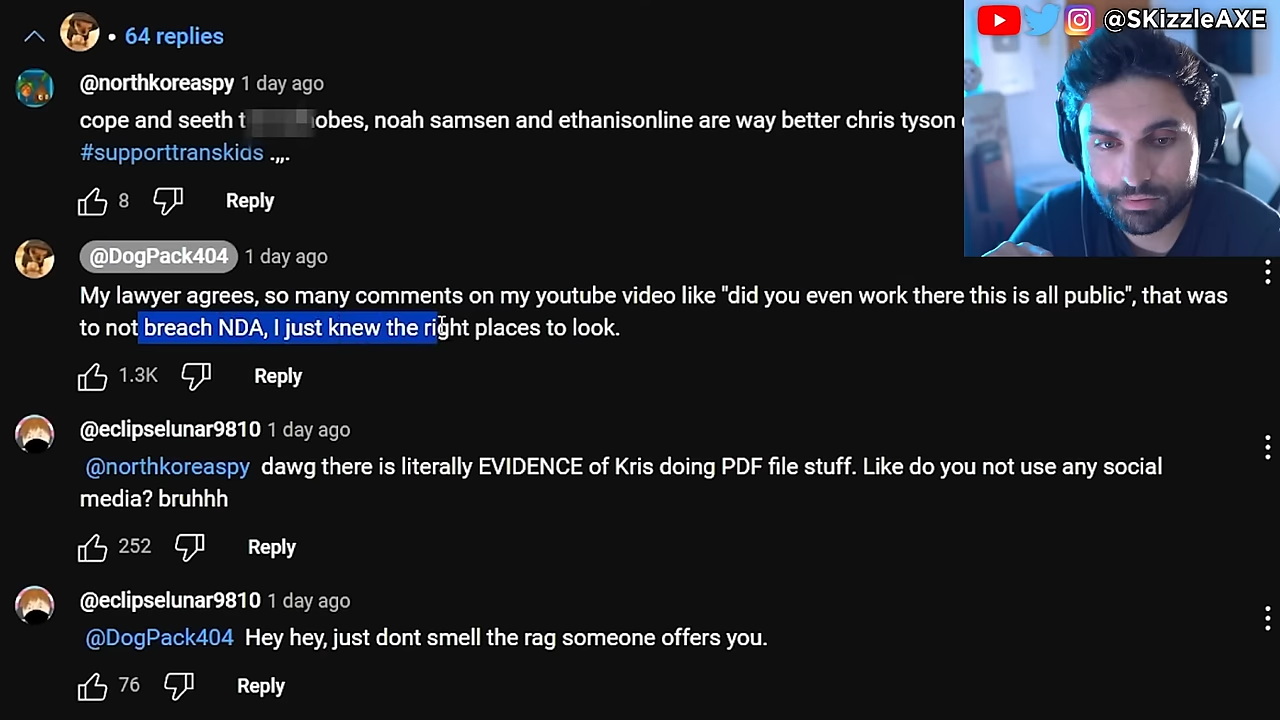 @SKizzleAXE
64 replies
@northkoreaspy 1 day ago
cope and seeth t obes, noah samsen and ethanisonline are way better chris tyson
#supporttranskids .,,.
8 Reply
@DogPack404 1 day ago
My lawyer agrees, so many comments on my youtube video like "did you even work there this is all public", that was
to not breach NDA, I just knew the right places to look.
1.3K Reply
@eclipselunar9810 1 day ago
@northkoreaspy dawg there is literally EVIDENCE of Kris doing PDF file stuff. Like do you not use any social
media? bruhhh
252 Reply
@eclipselunar9810 1 day ago
@DogPack404 Hey hey, just dont smell the rag someone offers you.
76 Reply